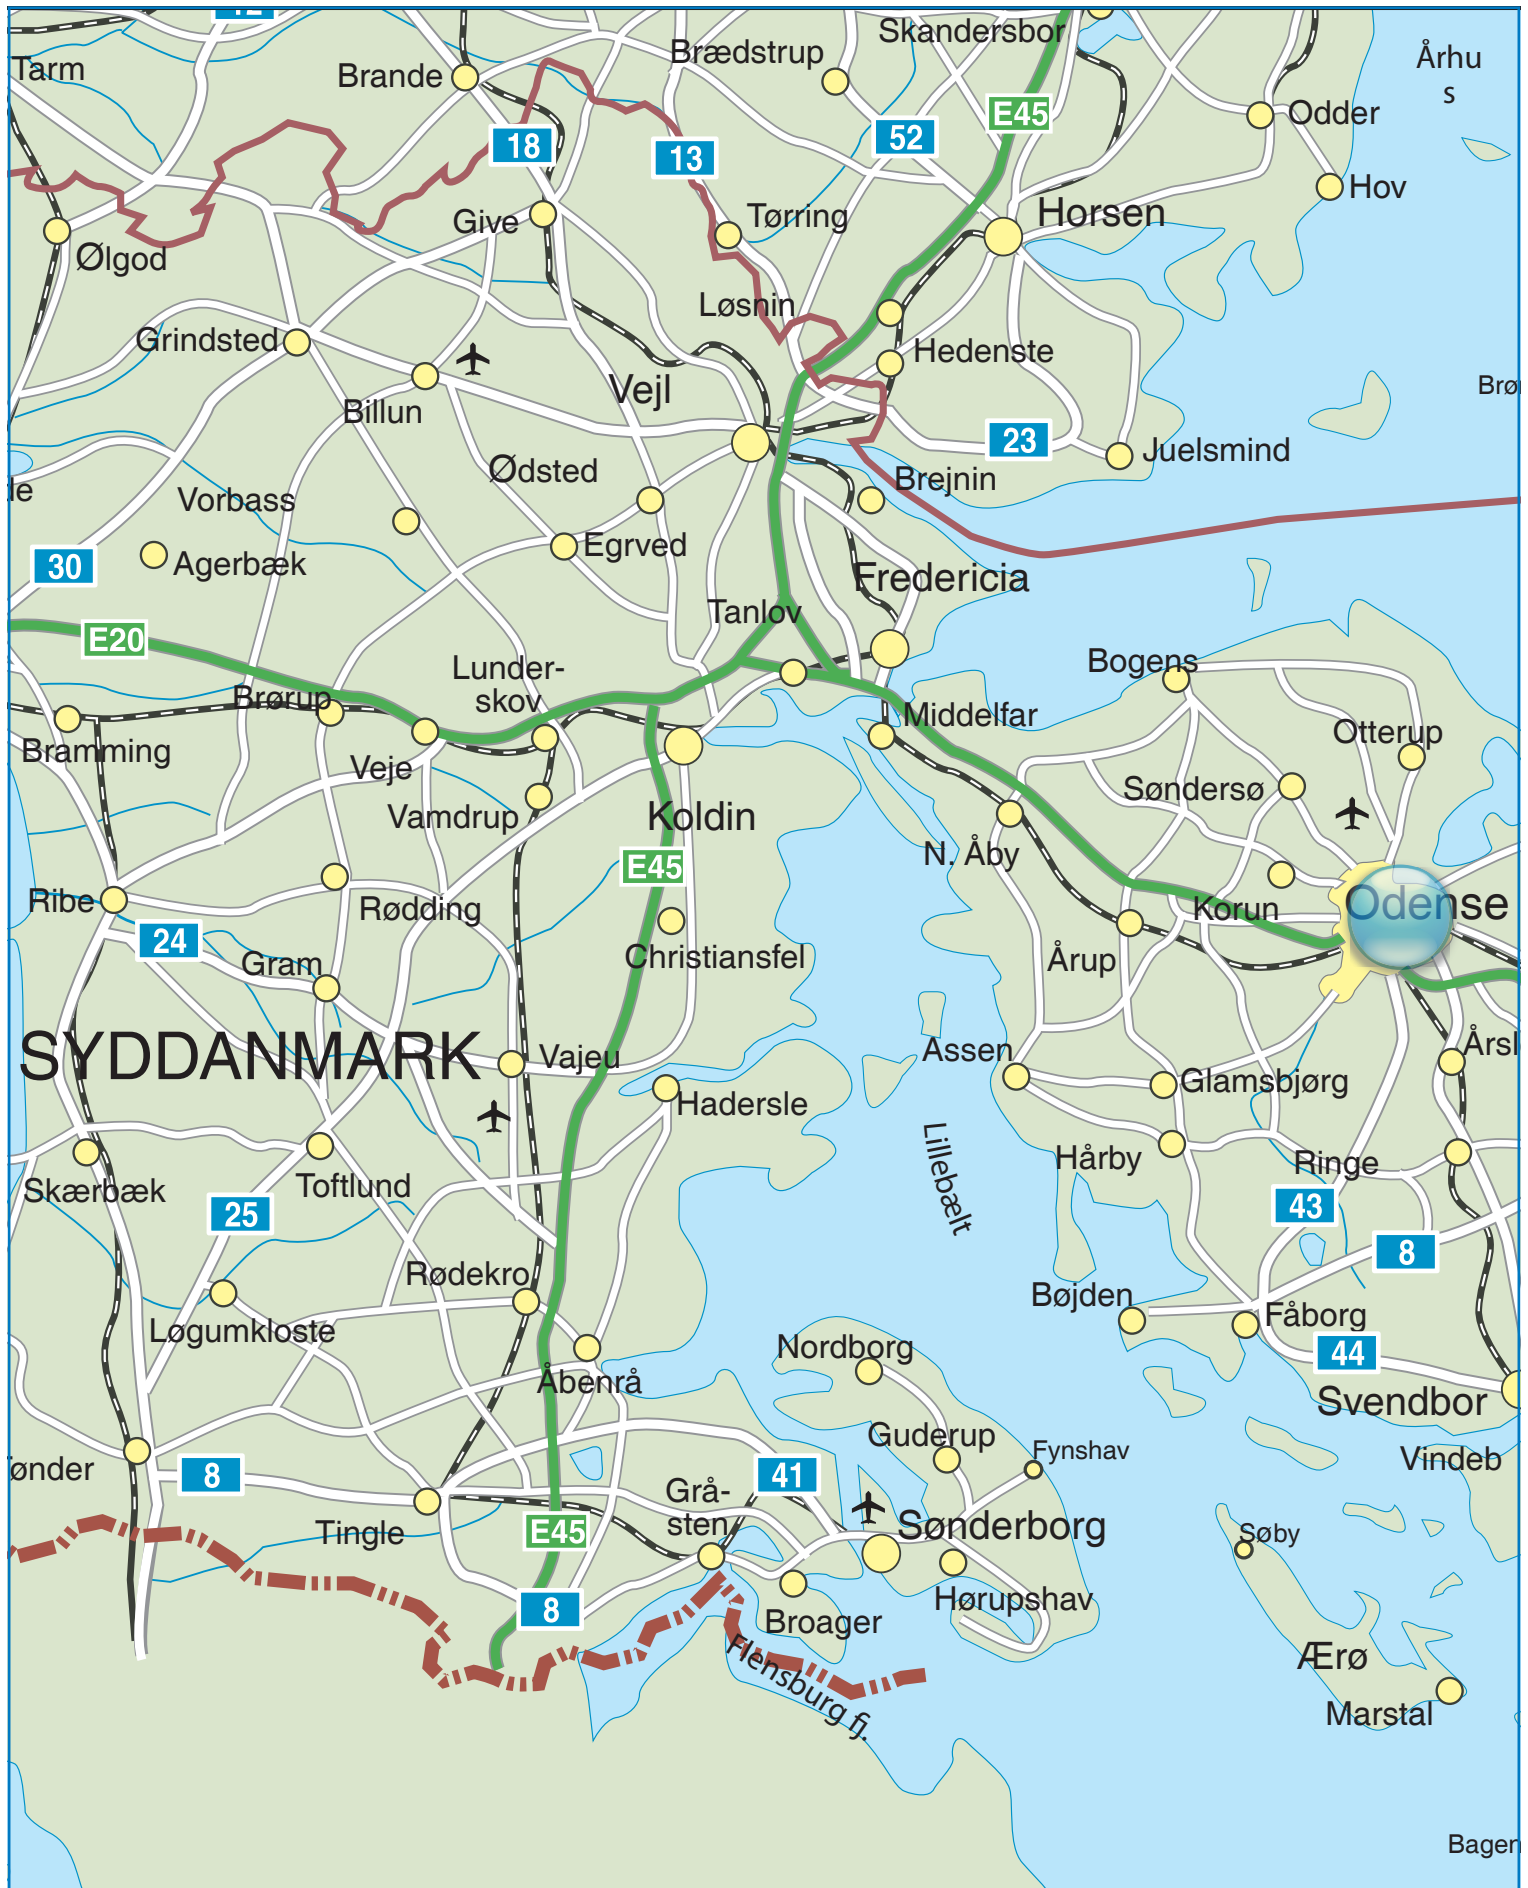 Skandersbor
Århu
s
Brædstrup
Tarm
Brande
E45
Odder
52
18
13
Hov
Give
Tørring
Horsen
Ølgod
Løsnin
Grindsted
Hedenste
Vejl
Brør
Billun
23
Juelsmind
Ødsted
Brejnin
de
Vorbass
Egrved
30
Agerbæk
Fredericia
Tanlov
E20
Lunder-
skov
Bogens
Brørup
Middelfar
Otterup
Bramming
Veje
Søndersø
Vamdrup
Koldin
N. Åby
E45
Ribe
Rødding
Korun
Odense
24
Christiansfel
Gram
Årup
SYDDANMARK
Vajeu
Assen
Årsl
Glamsbjørg
Hadersle
Lillebælt
Hårby
Ringe
Skærbæk
Toftlund
25
43
8
Rødekro
Bøjden
Fåborg
Løgumkloste
Nordborg
44
Åbenrå
Svendbor
Guderup
Fynshav
Vindeb
ønder
8
41
Grå-
sten
Sønderborg
Tingle
E45
Søby
8
Hørupshav
Broager
Flensburg fj.
Ærø
Marstal
Bagen